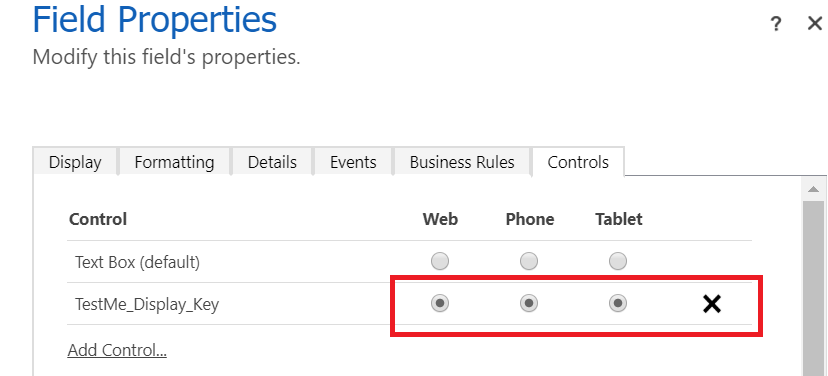 Field Properties
? ×
Modify this field's properties.
Display Formatting Details Events Business Rules Controls
Control Web Phone Tablet
Text Box (default)
TestMe_Display_Key
Add Control...